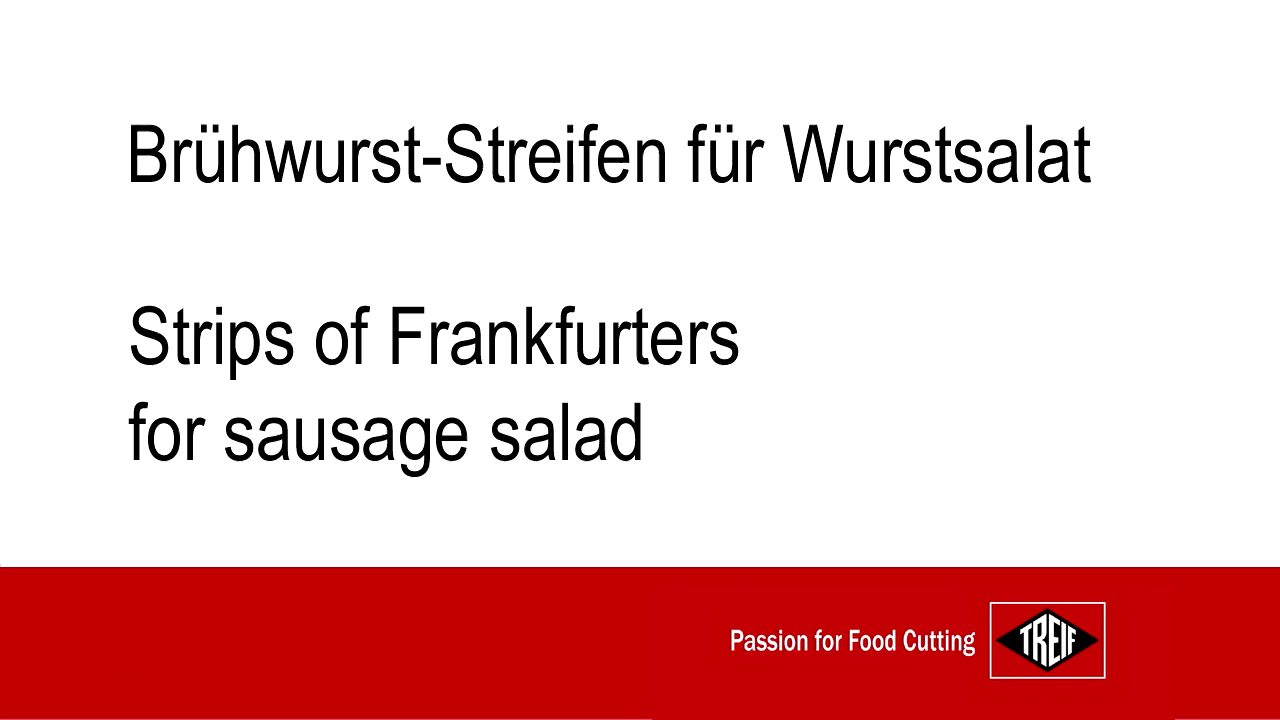 Brühwurst-Streifen für Wurstsalat
Strips of Frankfurters
for sausage salad
Passion for Food Cutting
TREIF